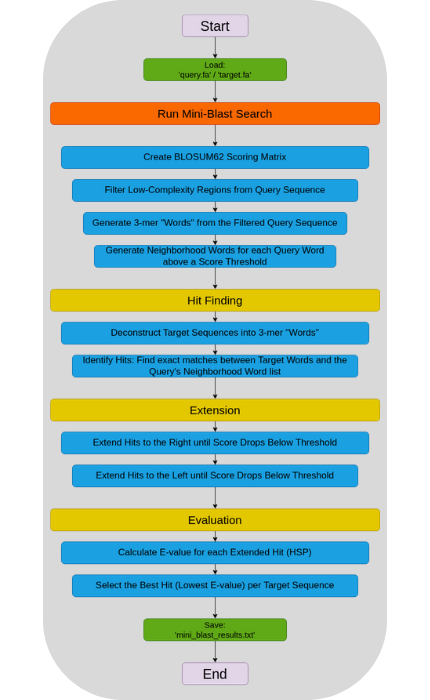 Start
Load:
'query.fa' / 'target.fa'
Run Mini-Blast Search
Create BLOSUM62 Scoring Matrix
Filter Low-Complexity Regions from Query Sequence
Generate 3-mer "Words" from the Filtered Query Sequence
Generate Neighborhood Words for each Query Word
above a Score Threshold
Hit Finding
Deconstruct Target Sequences into 3-mer "Words"
Identify Hits: Find exact matches between Target Words and the
Query's Neighborhood Word list
Extension
Extend Hits to the Right until Score Drops Below Threshold
Extend Hits to the Left until Score Drops Below Threshold
Evaluation
Calculate E-value for each Extended Hit (HSP)
Select the Best Hit (Lowest E-value) per Target Sequence
Save:
'mini_blast_results.txt'
End